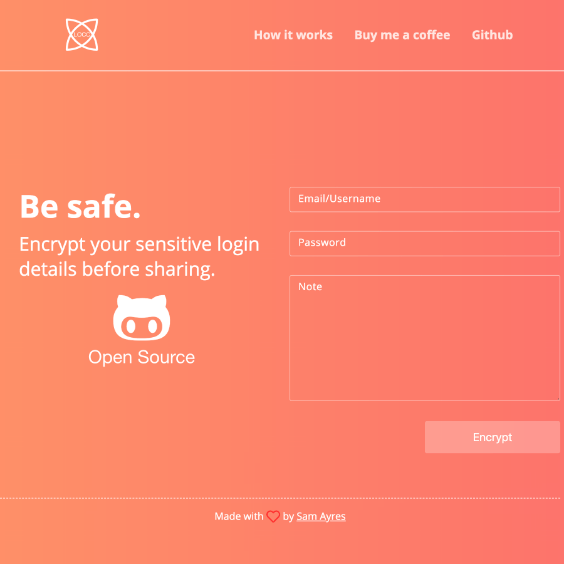 LOCC
How it works
Buy me a coffee
Github
Be safe.
Encrypt your sensitive login
details before sharing.
Open Source
Email/Username
Password
Note
Encrypt
Made with by Sam Ayres